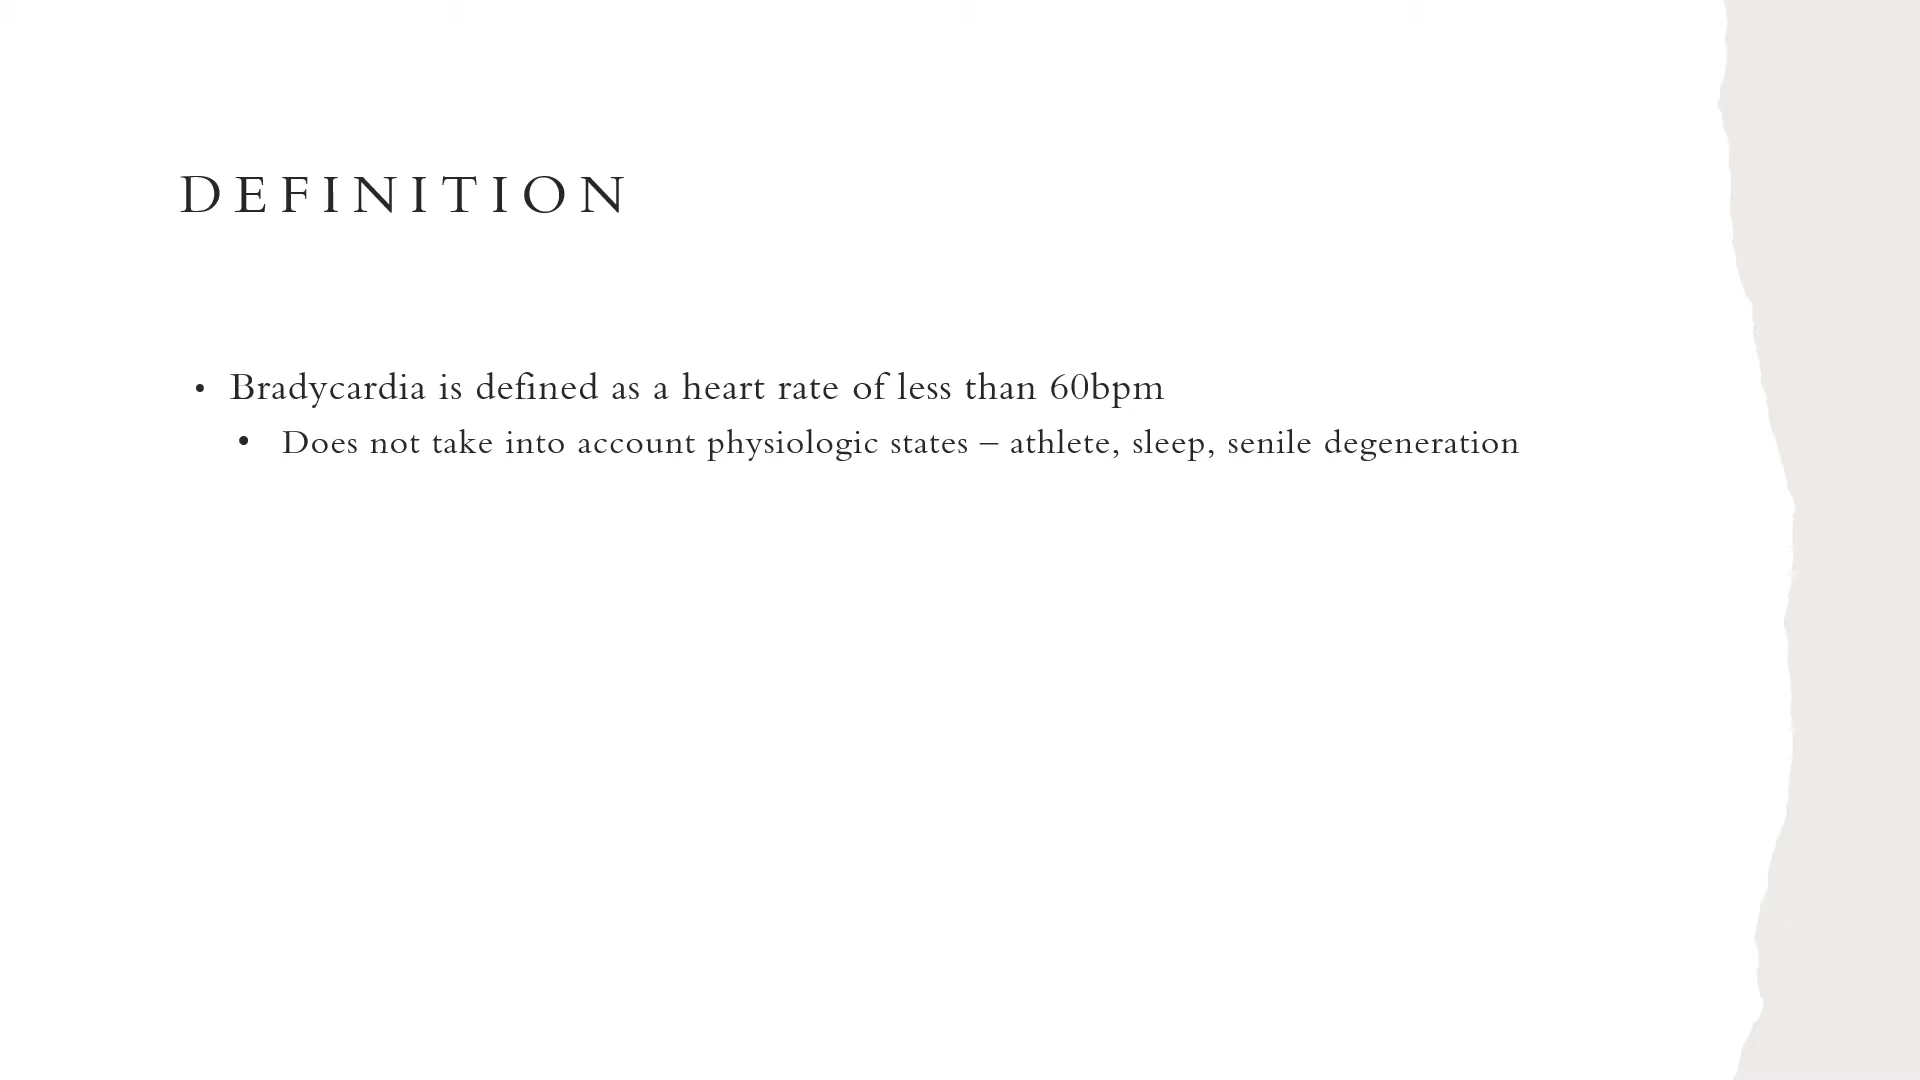 DEFINITION
• Bradycardia is defined as a heart rate of less than 60bpm
• Does not take into account physiologic states – athlete, sleep, senile degeneration